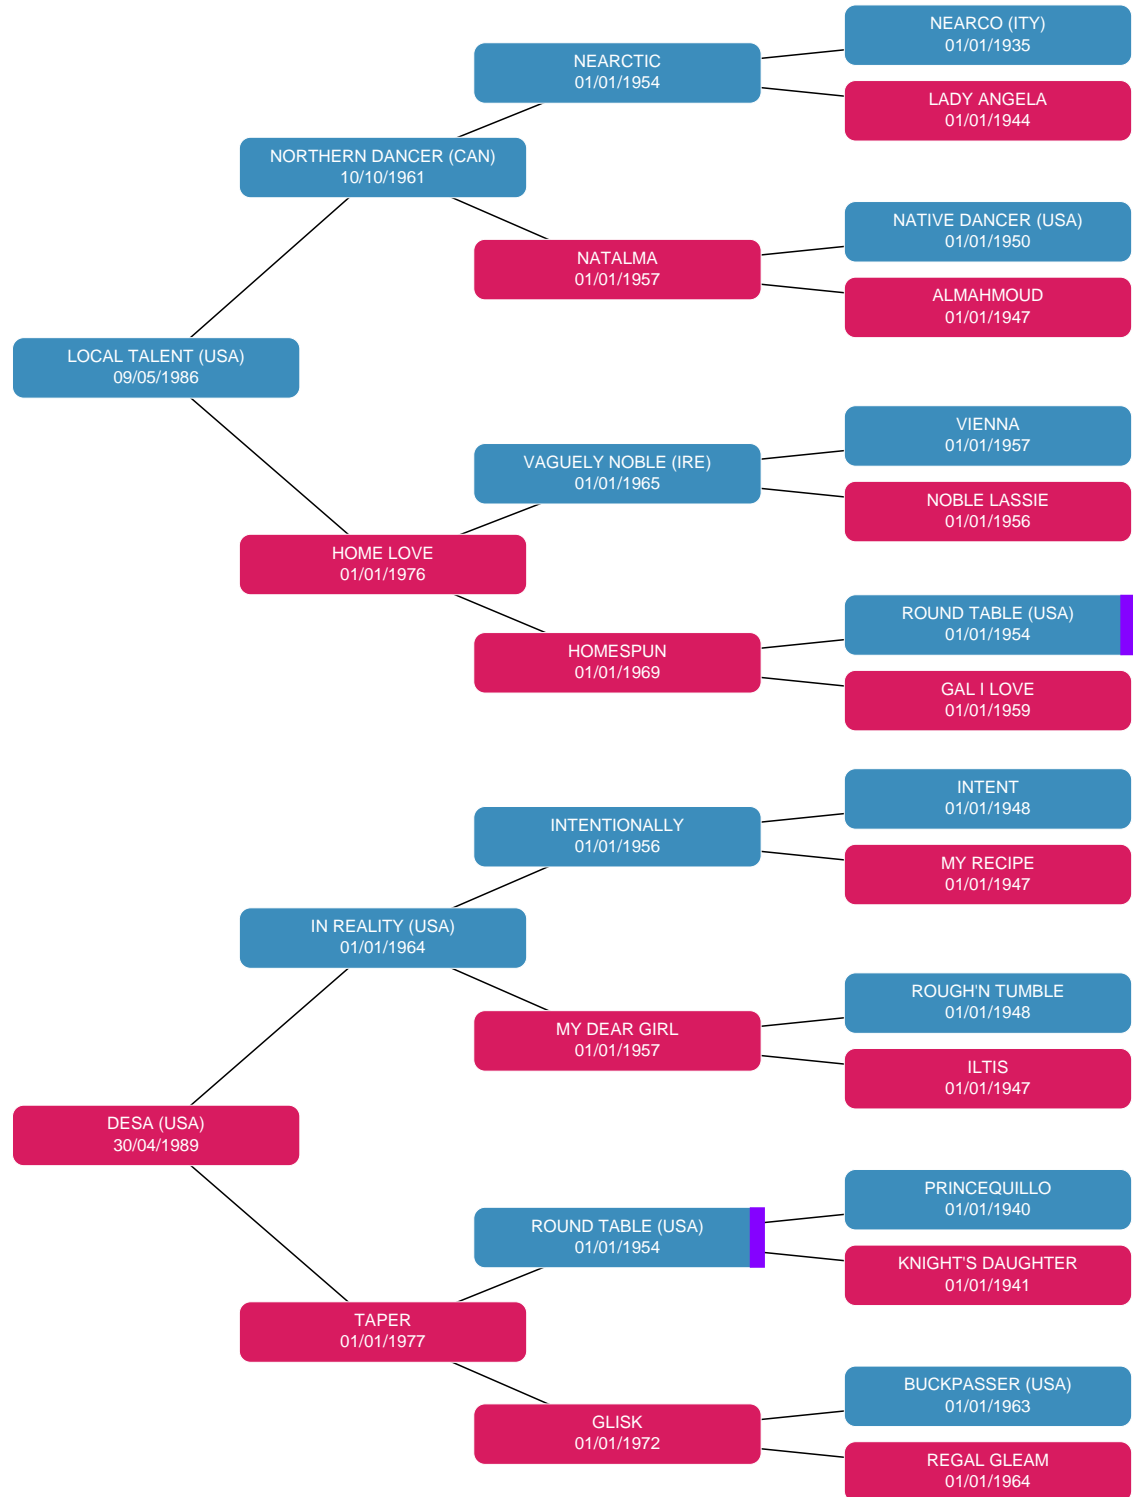 NEARCO (ITY)
01/01/1935
NEARCTIC
01/01/1954
LADY ANGELA
01/01/1944
NORTHERN DANCER (CAN)
10/10/1961
NATIVE DANCER (USA)
01/01/1950
NATALMA
01/01/1957
ALMAHMOUD
01/01/1947
LOCAL TALENT (USA)
09/05/1986
VIENNA
01/01/1957
VAGUELY NOBLE (IRE)
01/01/1965
NOBLE LASSIE
01/01/1956
HOME LOVE
01/01/1976
ROUND TABLE (USA)
01/01/1954
HOMESPUN
01/01/1969
GAL I LOVE
01/01/1959
INTENT
01/01/1948
INTENTIONALLY
01/01/1956
MY RECIPE
01/01/1947
IN REALITY (USA)
01/01/1964
ROUGH'N TUMBLE
01/01/1948
MY DEAR GIRL
01/01/1957
ILTIS
01/01/1947
DESA (USA)
30/04/1989
PRINCEQUILLO
01/01/1940
ROUND TABLE (USA)
01/01/1954
KNIGHT'S DAUGHTER
01/01/1941
TAPER
01/01/1977
BUCKPASSER (USA)
01/01/1963
GLISK
01/01/1972
REGAL GLEAM
01/01/1964